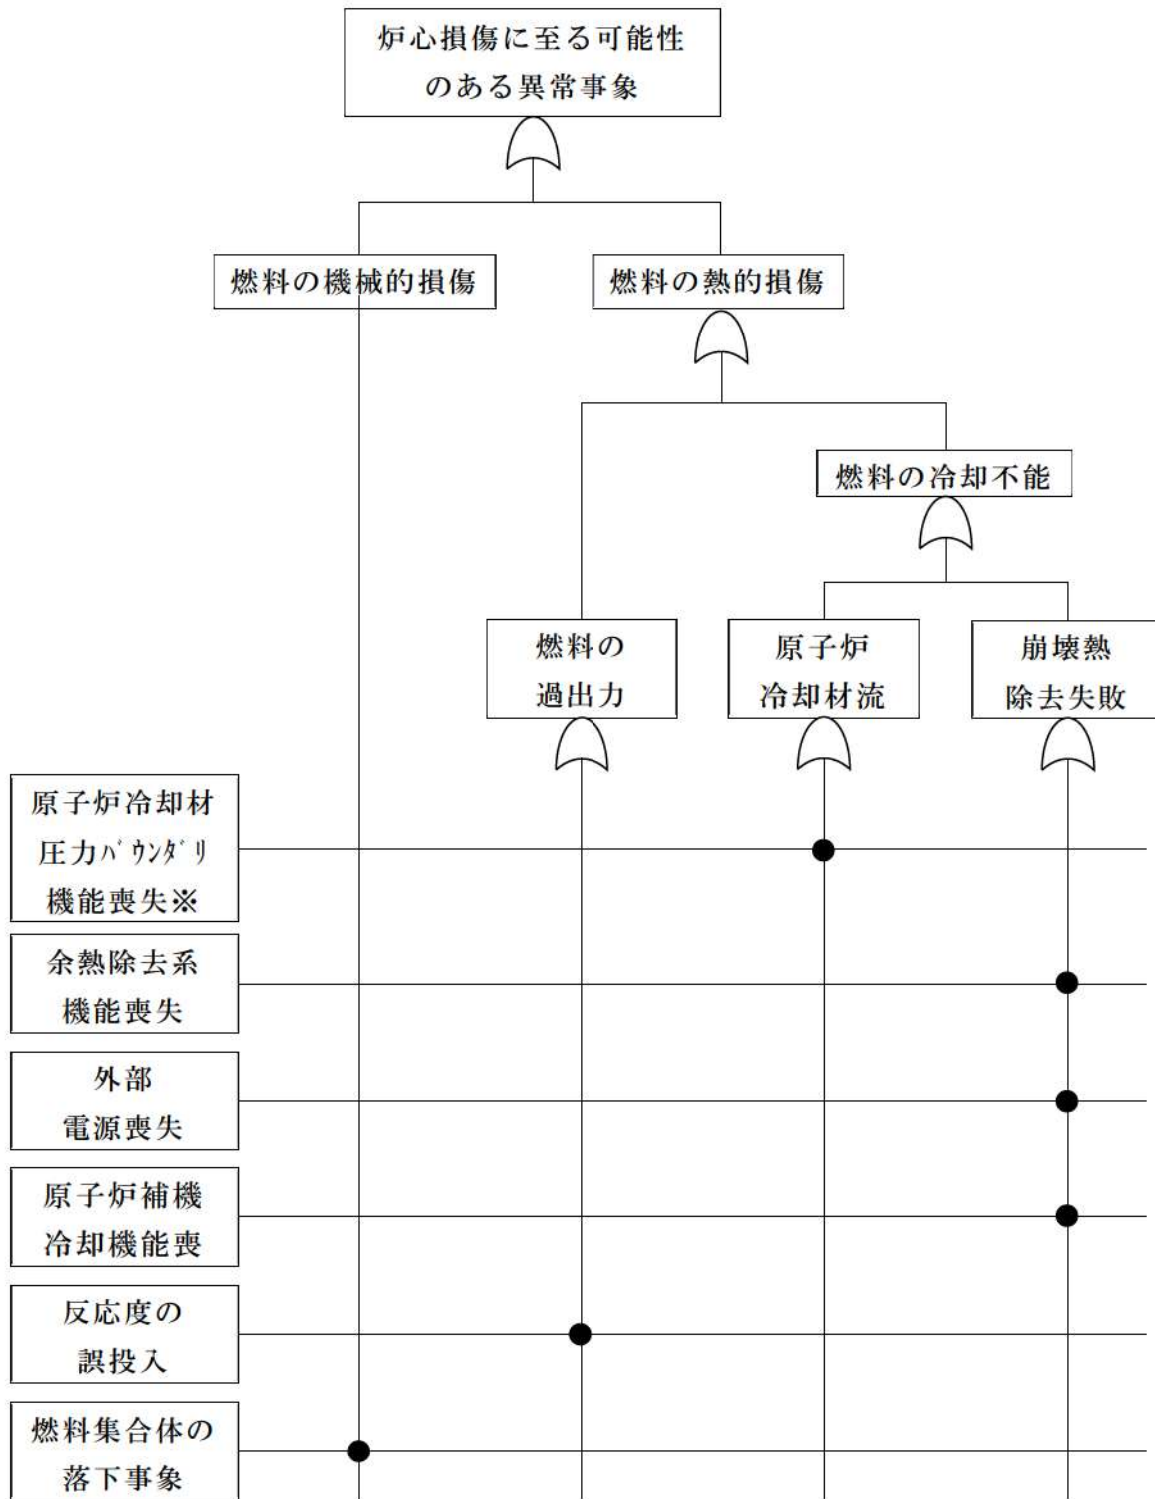 炉心損傷に至る可能性
のある異常事象
燃料の機械的損傷
燃料の熱的損傷
燃料の冷却不能
燃料の
過出力
原子炉
冷却材流
崩壊熱
除去失敗
原子炉冷却材
圧力ﾊﾞｳﾝﾀﾞﾘ
機能喪失※
余熱除去系
機能喪失
外部
電源喪失
原子炉補機
冷却機能喪
反応度の
誤投入
燃料集合体の
落下事象